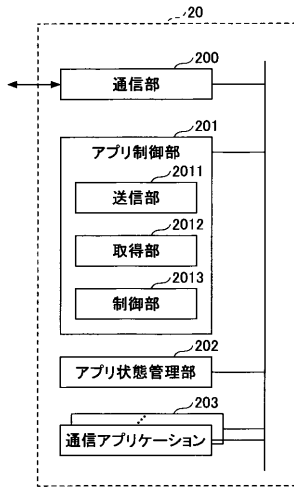 20
200
通信部
201
アプリ制御部
2011
送信部
2012
取得部
2013
制御部
202
アプリ状態管理部
203
通信アプリケーション